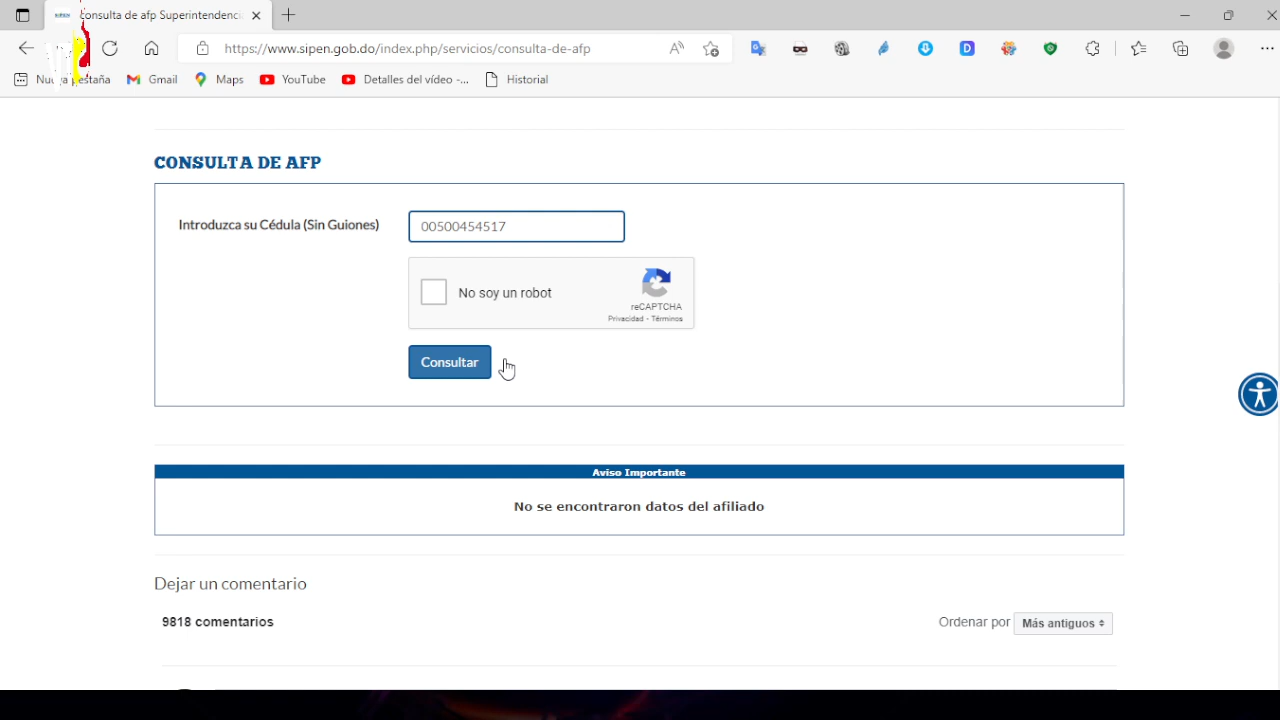 consulta de afp Superintendenci
https://www.sipen.gob.do/index.php/servicios/consulta-de-afp
Gmail
Maps
YouTube
Detalles del vídeo -...
Historial
CONSULTA DE AFP
Introduzca su Cédula (Sin Guiones)
00500454517
No soy un robot
reCAPTCHA
Privacidad - Términos
Consultar
Aviso Importante
No se encontraron datos del afiliado
Dejar un comentario
9818 comentarios
Ordenar por Más antiguos